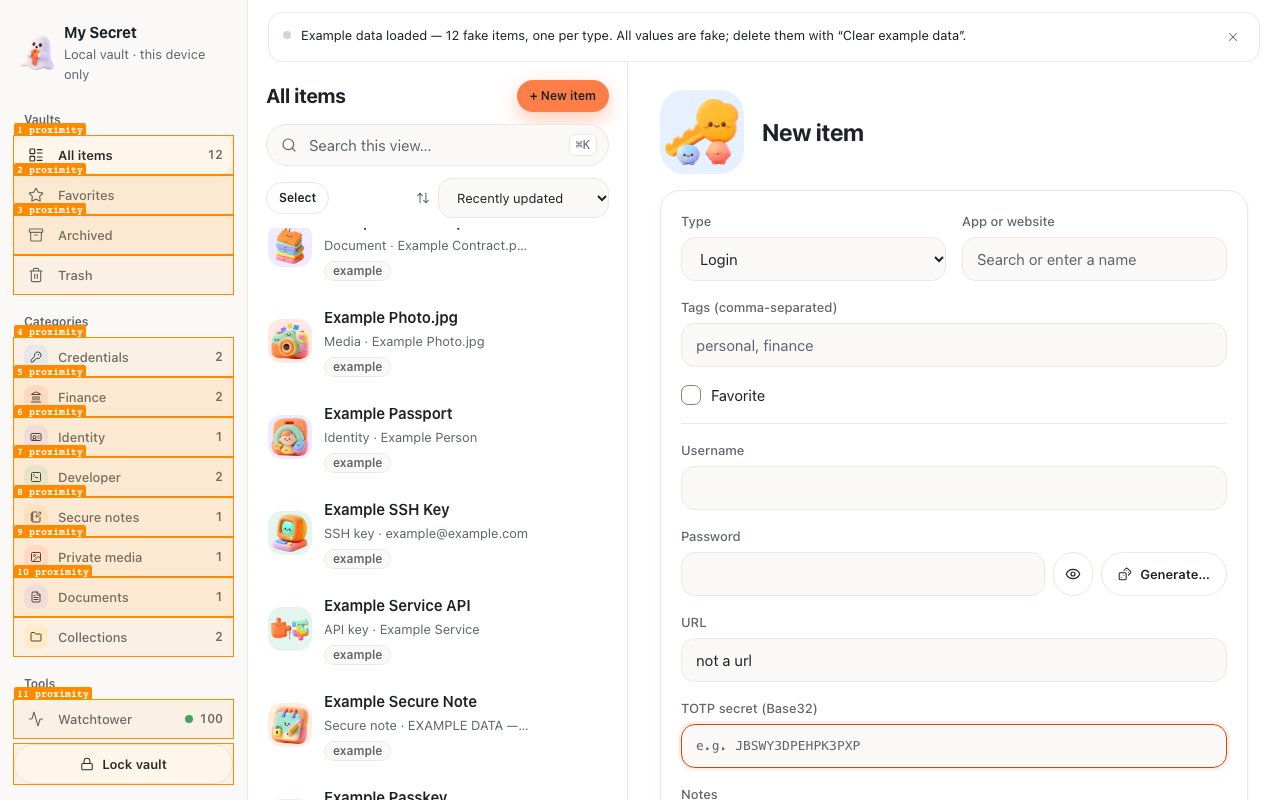 My Secret
Local vault · this device
only
Vaults
1 proximity
All items 12
2 proximity
Favorites
3 proximity
Archived
Trash
Categories
4 proximity
Credentials 2
5 proximity
Finance 2
6 proximity
Identity 1
7 proximity
Developer 2
8 proximity
Secure notes 1
9 proximity
Private media 1
10 proximity
Documents 1
Collections 2
Tools
11 proximity
Watchtower 100
Lock vault
Example data loaded — 12 fake items, one per type. All values are fake; delete them with “Clear example data”.
All items
+ New item
Search this view... ⌘K
Select
Recently updated
Document · Example Contract.p...
example
Example Photo.jpg
Media · Example Photo.jpg
example
Example Passport
Identity · Example Person
example
Example SSH Key
SSH key · example@example.com
example
Example Service API
API key · Example Service
example
Example Secure Note
Secure note · EXAMPLE DATA —...
example
Example Passkey
New item
Type
Login
App or website
Search or enter a name
Tags (comma-separated)
personal, finance
Favorite
Username
Password
Generate...
URL
not a url
TOTP secret (Base32)
e.g. JBSWY3DPEHPK3PXP
Notes